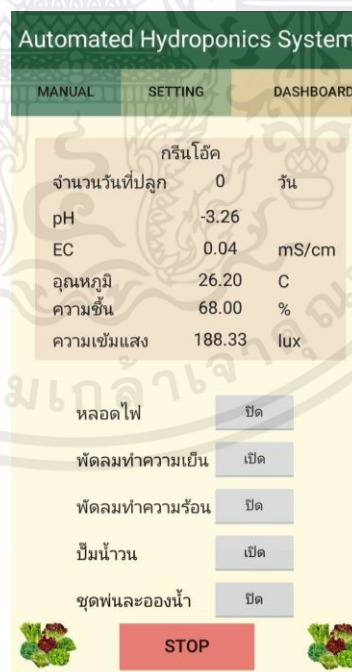 Automated Hydroponics System
MANUAL SETTING DASHBOARD
กรีนโอ๊ค
จำนวนวันที่ปลูก 0 วัน
pH -3.26
EC 0.04 mS/cm
อุณหภูมิ 26.20 C
ความชื้น 68.00 %
ความเข้มแสง 188.33 lux
หลอดไฟ ปิด
พัดลมทำความเย็น เปิด
พัดลมทำความร้อน ปิด
ปั๊มน้ำวน เปิด
ชุดพ่นละอองน้ำ ปิด
STOP